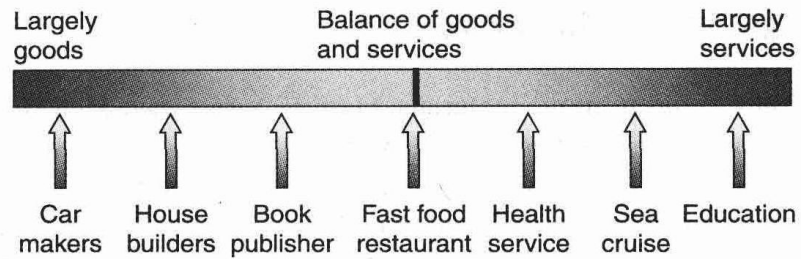 Largely
goods
Balance of goods
and services
Largely
services
Car
makers
House
builders
Book
publisher
Fast food
restaurant
Health
service
Sea
cruise
Education